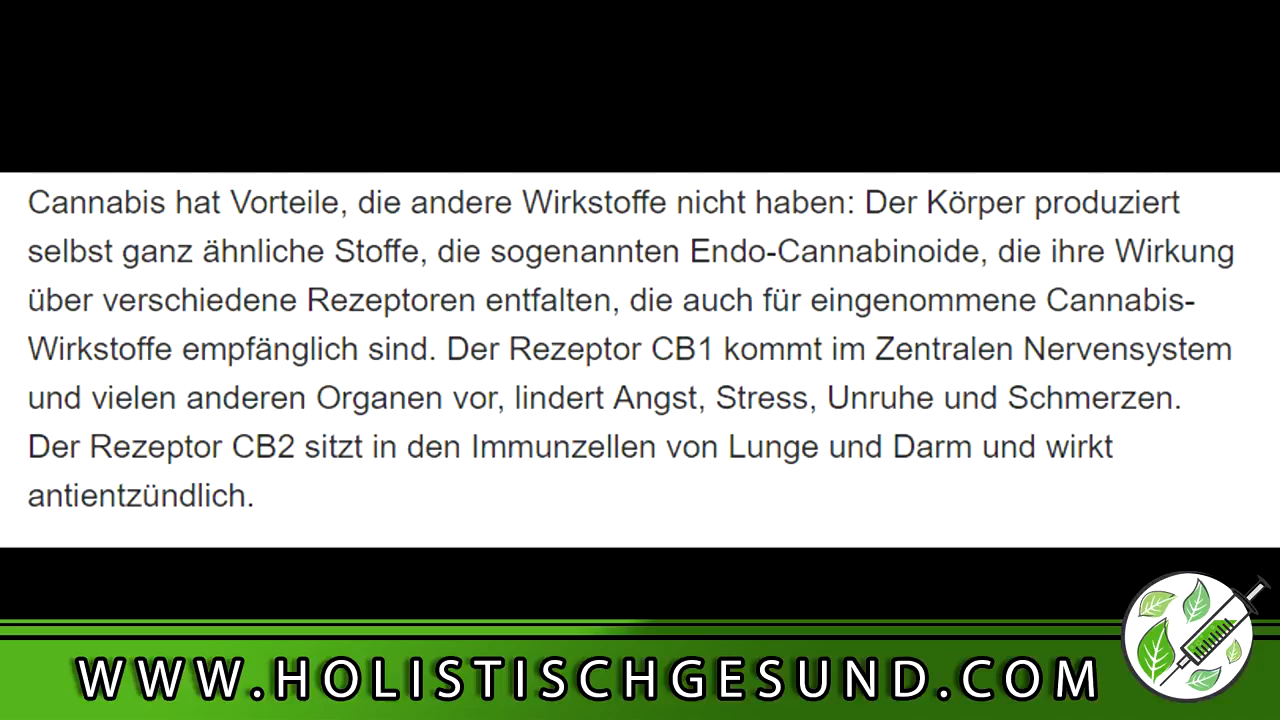 Cannabis hat Vorteile, die andere Wirkstoffe nicht haben: Der Körper produziert
selbst ganz ähnliche Stoffe, die sogenannten Endo-Cannabinoide, die ihre Wirkung
über verschiedene Rezeptoren entfalten, die auch für eingenommene Cannabis-
Wirkstoffe empfänglich sind. Der Rezeptor CB1 kommt im Zentralen Nervensystem
und vielen anderen Organen vor, lindert Angst, Stress, Unruhe und Schmerzen.
Der Rezeptor CB2 sitzt in den Immunzellen von Lunge und Darm und wirkt
antientzündlich.
WWW.HOLISTISCHGESUND.COM